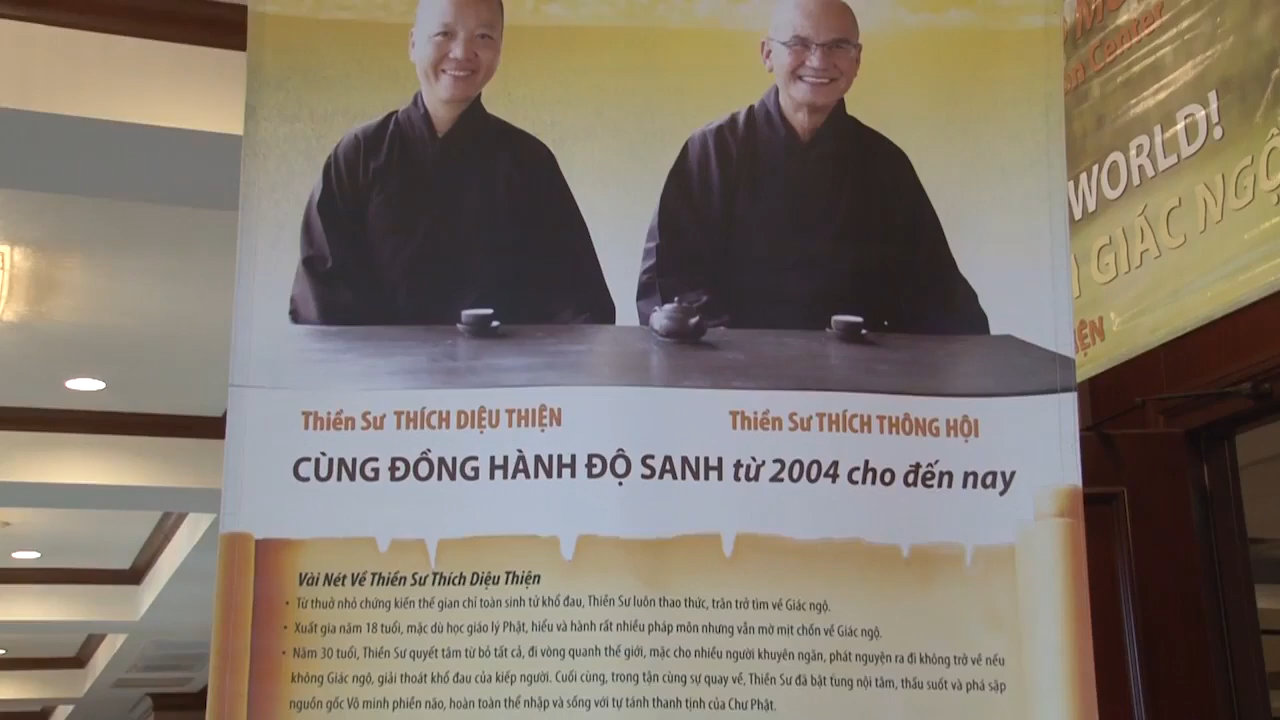 WORLD!
GIÁC NGỘ
Thiền Sư THÍCH DIỆU THIỆN
Thiền Sư THÍCH THÔNG HỘI
CÙNG ĐỒNG HÀNH ĐỘ SANH từ 2004 cho đến nay
Vài Nét Về Thiền Sư Thích Diệu Thiện
• Từ thuở nhỏ chứng kiến thế gian chỉ toàn sinh tử khổ đau, Thiền Sư luôn thao thức, trăn trở tìm về Giác ngộ.
• Xuất gia năm 18 tuổi, mặc dù học giáo lý Phật, hiểu và hành rất nhiều pháp môn nhưng vẫn mờ mịt chốn về Giác ngộ.
• Năm 30 tuổi, Thiền Sư quyết tâm từ bỏ tất cả, đi vòng quanh thế giới, mặc cho nhiều người khuyên ngăn, phát nguyện ra đi không trở về nếu
không Giác ngộ, giải thoát khổ đau của kiếp người. Cuối cùng, trong tận cùng sự quay về, Thiền Sư đã bật tung nội tâm, thấu suốt và phá sập
nguồn gốc Vô minh phiền não, hoàn toàn thể nhập và sống với tự tánh thanh tịnh của Chư Phật.